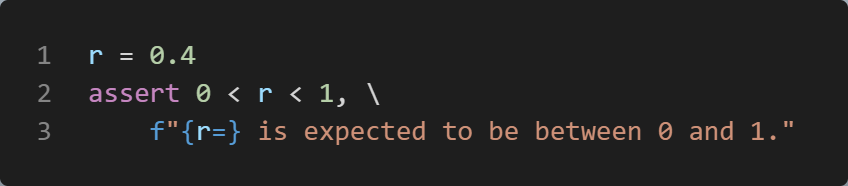 1 r = 0.4
2 assert 0 < r < 1, \
3     f"{r=} is expected to be between 0 and 1."